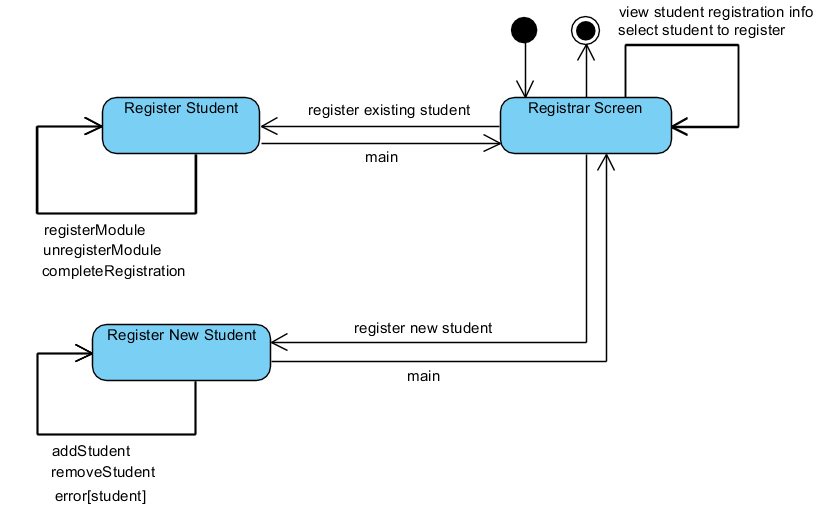 view student registration info
select student to register
Register Student
register existing student
Registrar Screen
main
registerModule
unregisterModule
completeRegistration
Register New Student
register new student
main
addStudent
removeStudent
error[student]